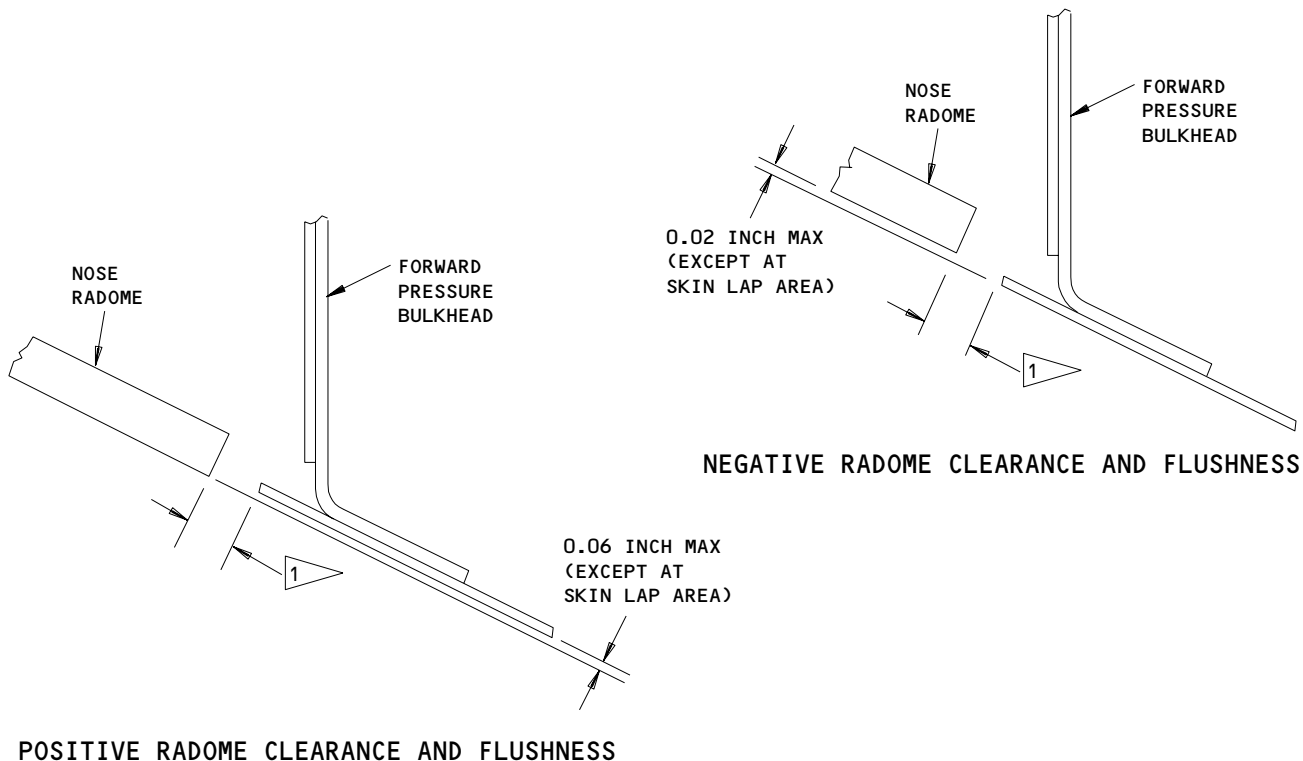 NOSE
RADOME
FORWARD
PRESSURE
BULKHEAD
0.02 INCH MAX
(EXCEPT AT
SKIN LAP AREA)
1
NEGATIVE RADOME CLEARANCE AND FLUSHNESS
NOSE
RADOME
FORWARD
PRESSURE
BULKHEAD
1
0.06 INCH MAX
(EXCEPT AT
SKIN LAP AREA)
POSITIVE RADOME CLEARANCE AND FLUSHNESS